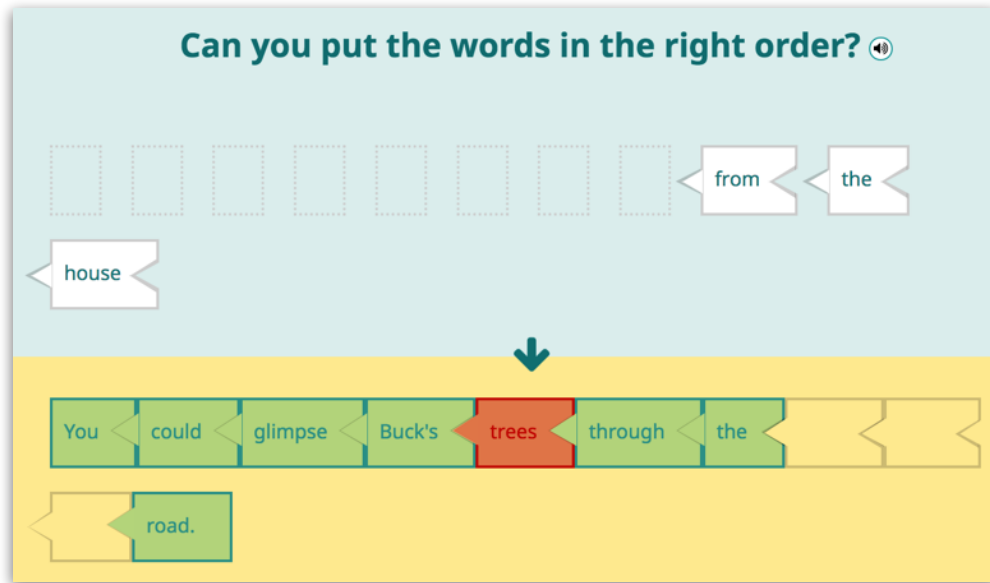 Can you put the words in the right order?
from the
house
You could glimpse Buck's trees through the
road.